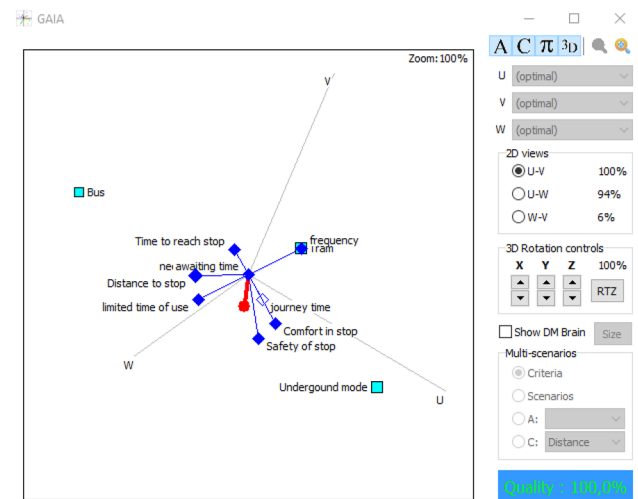 GAIA
Zoom: 100%
A C π 3D
U (optimal)
V
V (optimal)
W (optimal)
2D views
U-V 100%
Bus
U-W 94%
W-V 6%
Time to reach stop
frequency
Tram
awaiting time
3D Rotation controls
Distance to stop
X Y Z 100%
limited time of use
journey time
RTZ
Comfort in stop
Show DM Brain Size
Safety of stop
Multi-scenarios
W
Criteria
Undergound mode
Scenarios
U
A:
C: Distance
Quality : 100,0%